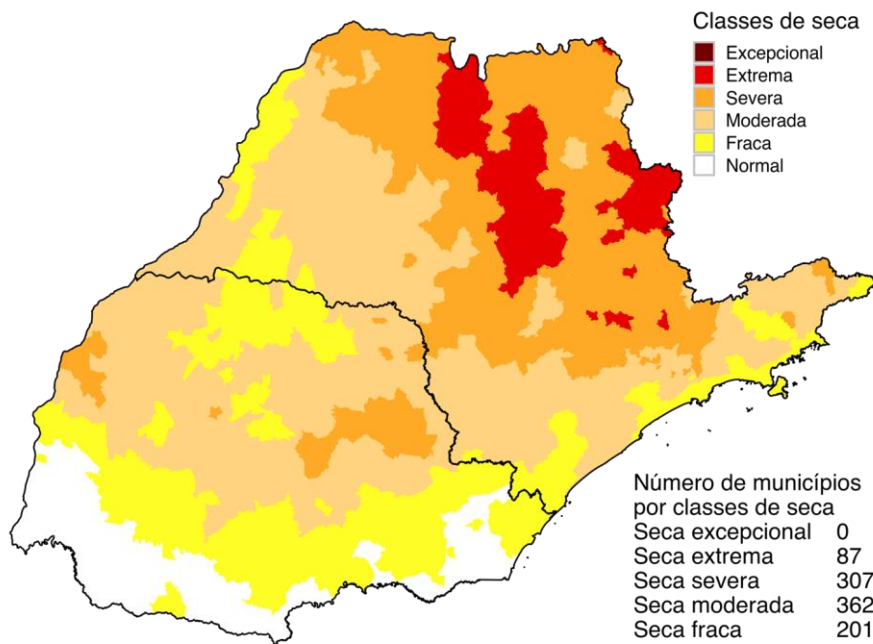 Classes de seca
Excepcional
Extrema
Severa
Moderada
Fraca
Normal
Número de municípios
por classes de seca
Seca excepcional 0
Seca extrema 87
Seca severa 307
Seca moderada 362
Seca fraca 201